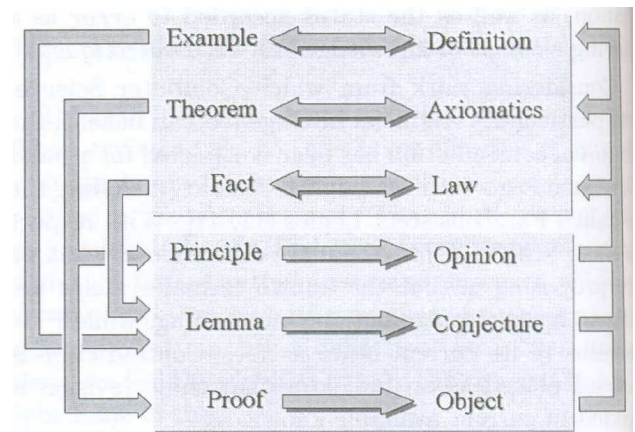 Example Definition
Theorem Axiomatics
Fact Law
Principle Opinion
Lemma Conjecture
Proof Object